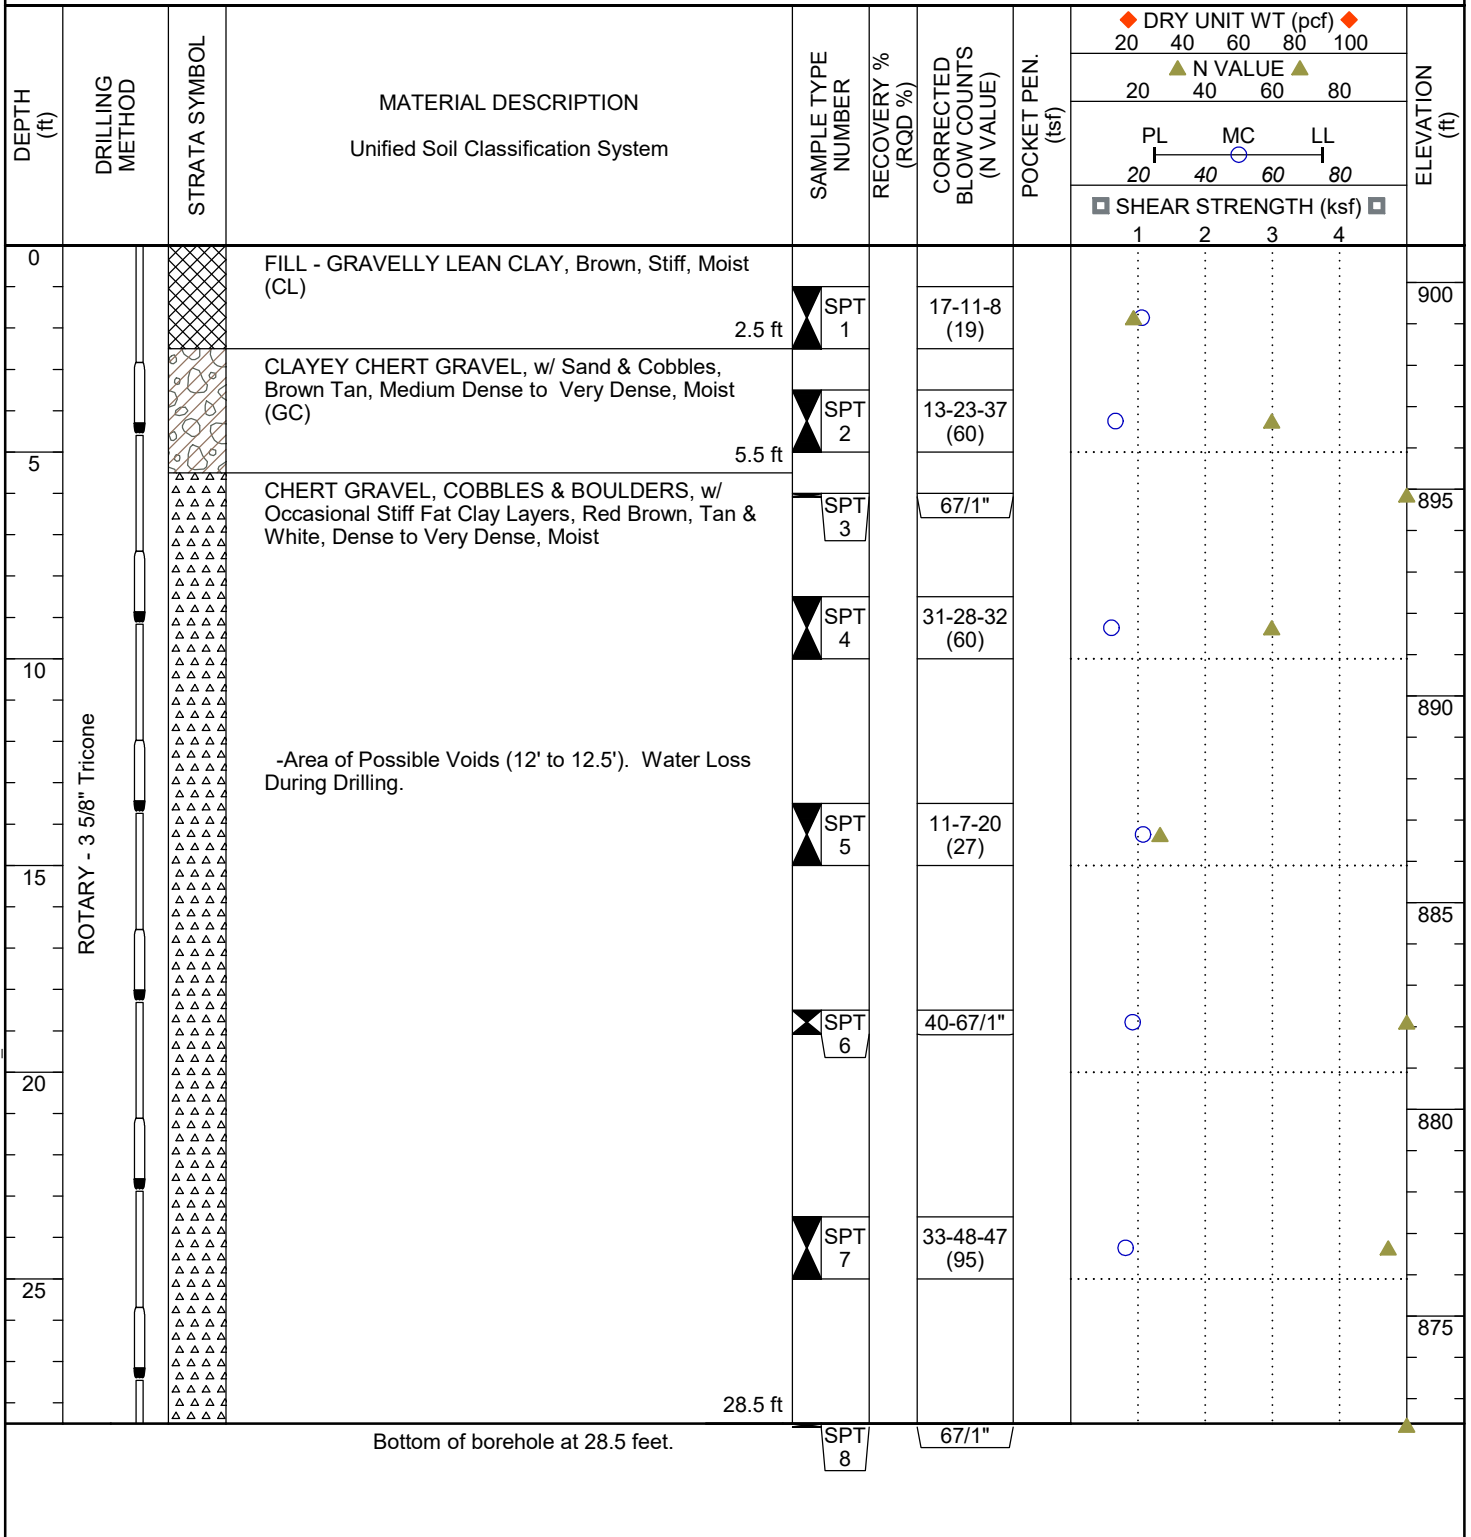 DEPTH
(ft)
DRILLING
METHOD
STRATA SYMBOL
MATERIAL DESCRIPTION
Unified Soil Classification System
SAMPLE TYPE
NUMBER
RECOVERY %
(RQD %)
CORRECTED
BLOW COUNTS
(N VALUE)
POCKET PEN.
(tsf)
DRY UNIT WT (pcf)
20 40 60 80 100
N VALUE
20 40 60 80
PL MC LL
20 40 60 80
SHEAR STRENGTH (ksf)
1 2 3 4
ELEVATION
(ft)
0
FILL - GRAVELLY LEAN CLAY, Brown, Stiff, Moist
(CL)
2.5 ft
SPT
1
17-11-8
(19)
900
CLAYEY CHERT GRAVEL, w/ Sand & Cobbles,
Brown Tan, Medium Dense to Very Dense, Moist
(GC)
5.5 ft
SPT
2
13-23-37
(60)
5
CHERT GRAVEL, COBBLES & BOULDERS, w/
Occasional Stiff Fat Clay Layers, Red Brown, Tan &
White, Dense to Very Dense, Moist
SPT
3
67/1"
895
SPT
4
31-28-32
(60)
10
890
ROTARY - 3 5/8" Tricone
-Area of Possible Voids (12' to 12.5'). Water Loss
During Drilling.
SPT
5
11-7-20
(27)
15
885
SPT
6
40-67/1"
20
880
SPT
7
33-48-47
(95)
25
875
28.5 ft
Bottom of borehole at 28.5 feet.
SPT
8
67/1"